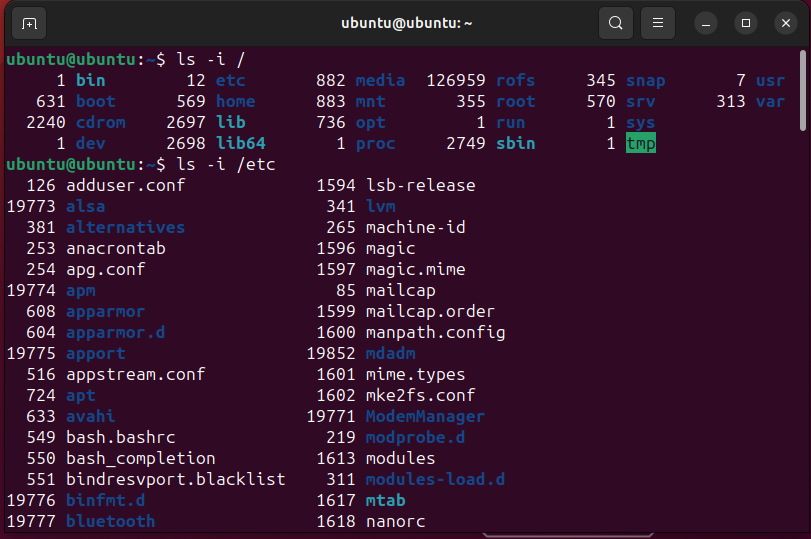 ubuntu@ubuntu: ~
ubuntu@ubuntu:~$ ls -i /
1 bin 12 etc 882 media 126959 rofs 345 snap 7 usr
631 boot 569 home 883 mnt 355 root 570 srv 313 var
2240 cdrom 2697 lib 736 opt 1 run 1 sys
1 dev 2698 lib64 1 proc 2749 sbin 1 tmp
ubuntu@ubuntu:~$ ls -i /etc
126 adduser.conf 1594 lsb-release
19773 alsa 341 lvm
381 alternatives 265 machine-id
253 anacrontab 1596 magic
254 apg.conf 1597 magic.mime
19774 apm 85 mailcap
608 apparmor 1599 mailcap.order
604 apparmor.d 1600 manpath.config
19775 apport 19852 mdadm
516 appstream.conf 1601 mime.types
724 apt 1602 mke2fs.conf
633 avahi 19771 ModemManager
549 bash.bashrc 219 modprobe.d
550 bash_completion 1613 modules
551 bindresvport.blacklist 311 modules-load.d
19776 binfmt.d 1617 mtab
19777 bluetooth 1618 nanorc